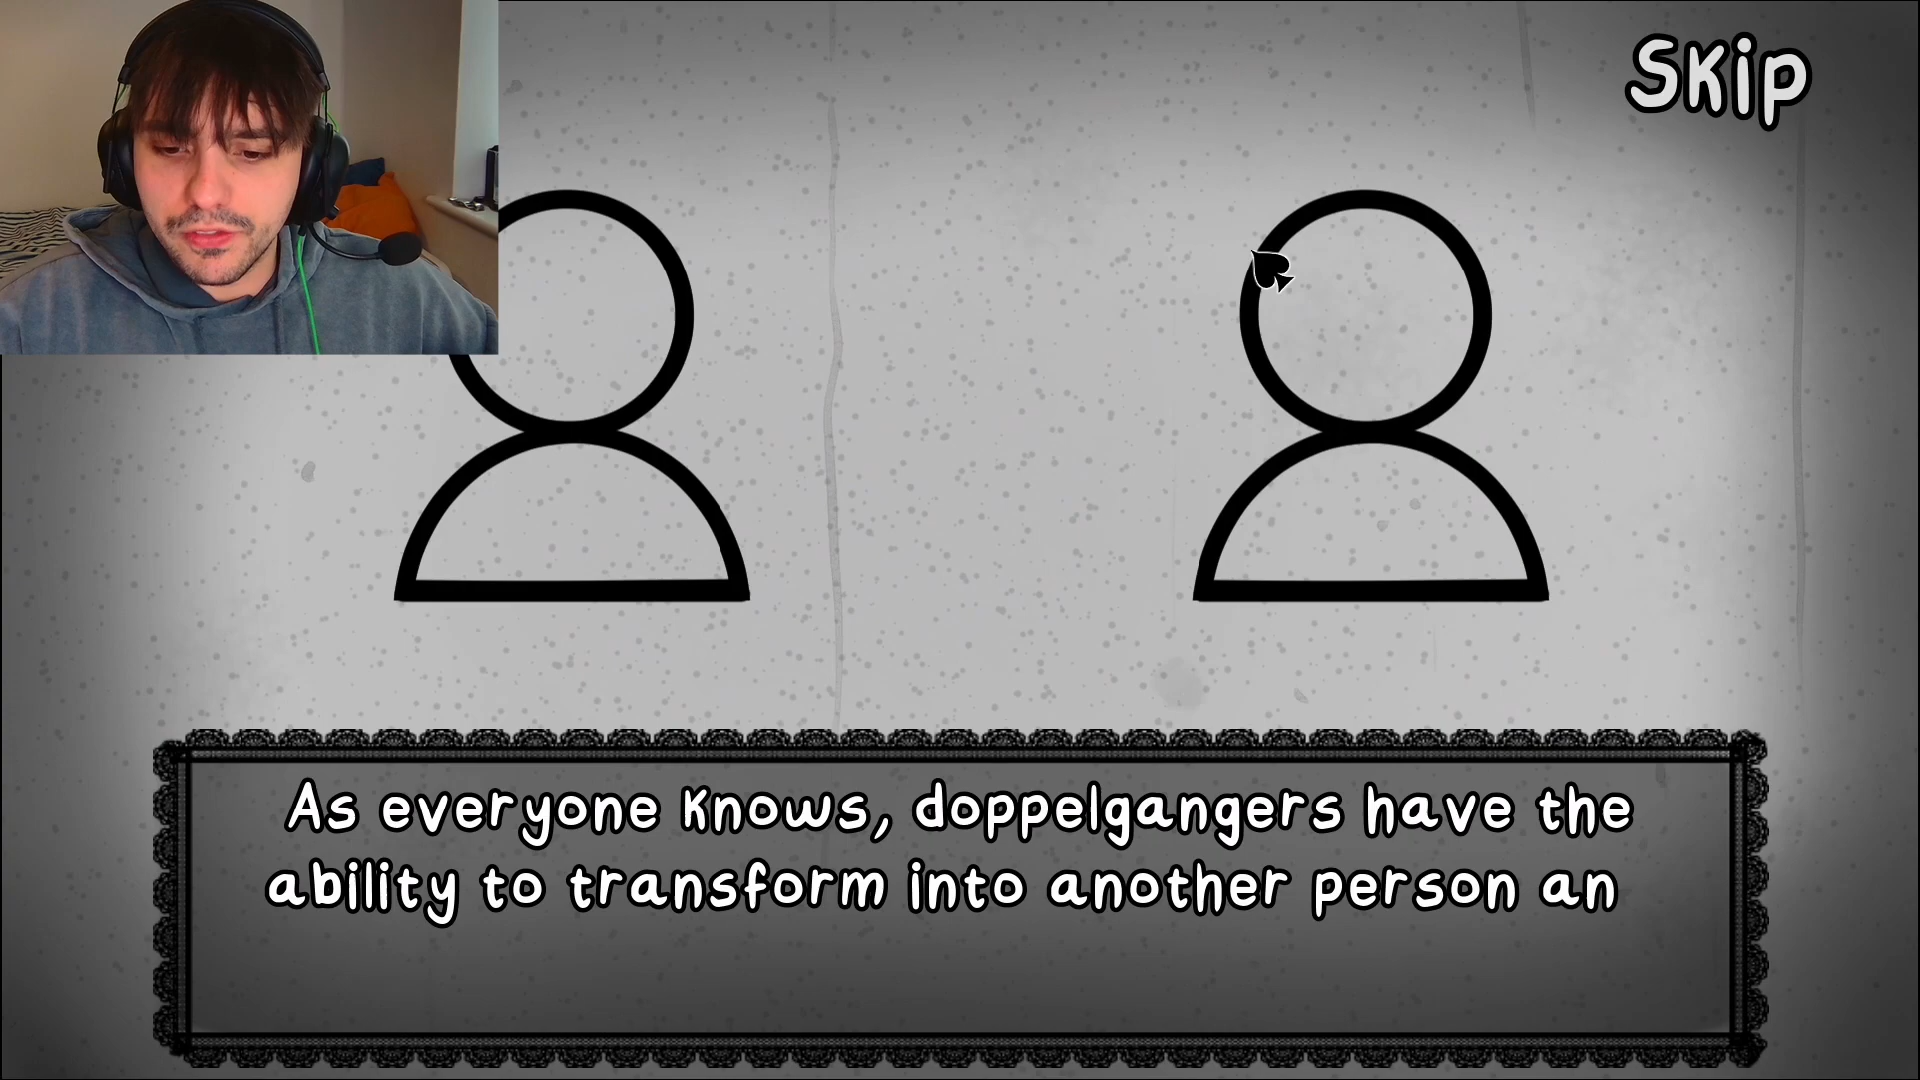 Skip
As everyone knows, doppelgangers have the
ability to transform into another person an